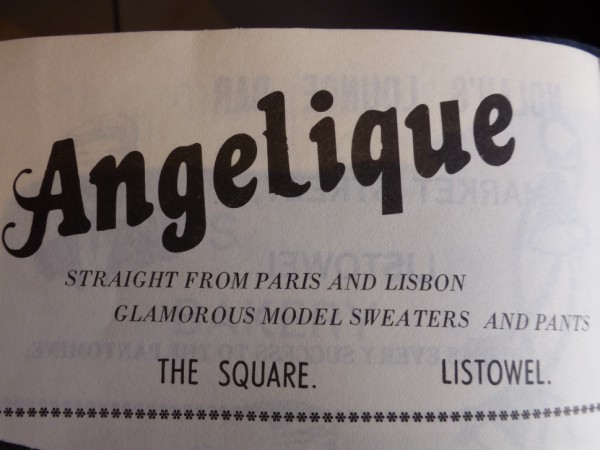 Angelique
STRAIGHT FROM PARIS AND LISBON
GLAMOROUS MODEL SWEATERS AND PANTS
THE SQUARE. LISTOWEL.